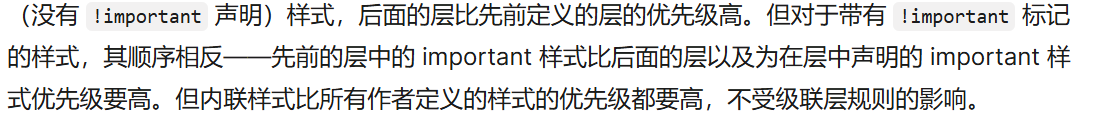 （没有 !important 声明）样式，后面的层比先前定义的层的优先级高。但对于带有 !important 标记
的样式，其顺序相反——先前的层中的 important 样式比后面的层以及为在层中声明的 important 样
式优先级要高。但内联样式比所有作者定义的样式的优先级都要高，不受级联层规则的影响。